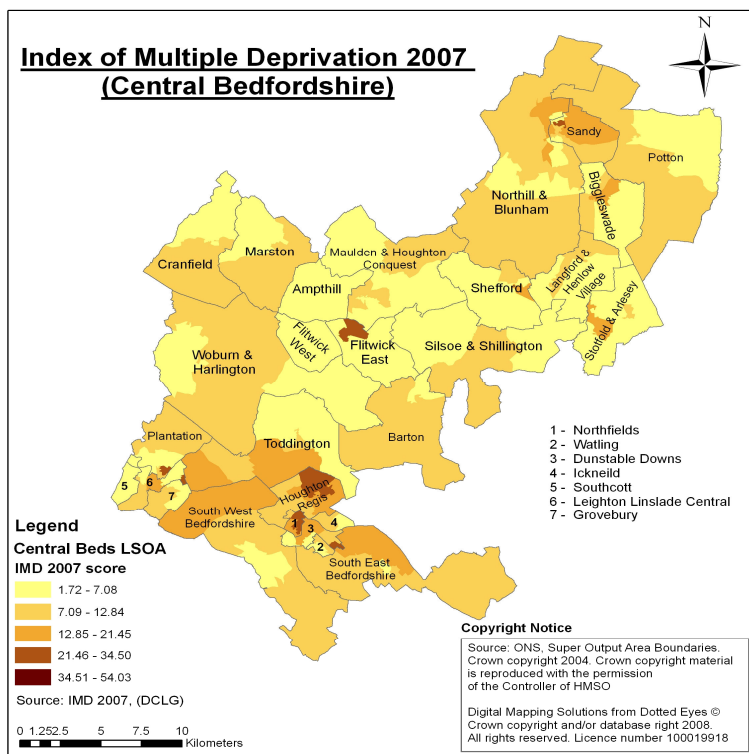 Index of Multiple Deprivation 2007
(Central Bedfordshire)
N
Sandy
Potton
Biggleswade
Northill &
Blunham
Marston
Cranfield
Maulden & Houghton
Conquest
Langford &
Henlow
Village
Ampthill
Shefford
Stotfold & Arlesey
Flitwick
West
Flitwick
East
Silsoe & Shillington
Woburn &
Harlington
Plantation
Toddington
Barton
5
6
7
Houghton
Regis
South West
Bedfordshire
1
3
4
2
South East
Bedfordshire
1 - Northfields
2 - Watling
3 - Dunstable Downs
4 - Ickneild
5 - Southcott
6 - Leighton Linslade Central
7 - Grovebury
Legend
Central Beds LSOA
IMD 2007 score
1.72 - 7.08
7.09 - 12.84
12.85 - 21.45
21.46 - 34.50
34.51 - 54.03
Source: IMD 2007, (DCLG)
0 1.25 2.5 5 7.5 10
Kilometers
Copyright Notice
Source: ONS, Super Output Area Boundaries.
Crown copyright 2004. Crown copyright material
is reproduced with the permission
of the Controller of HMSO
Digital Mapping Solutions from Dotted Eyes ©
Crown copyright and/or database right 2008.
All rights reserved. Licence number 100019918